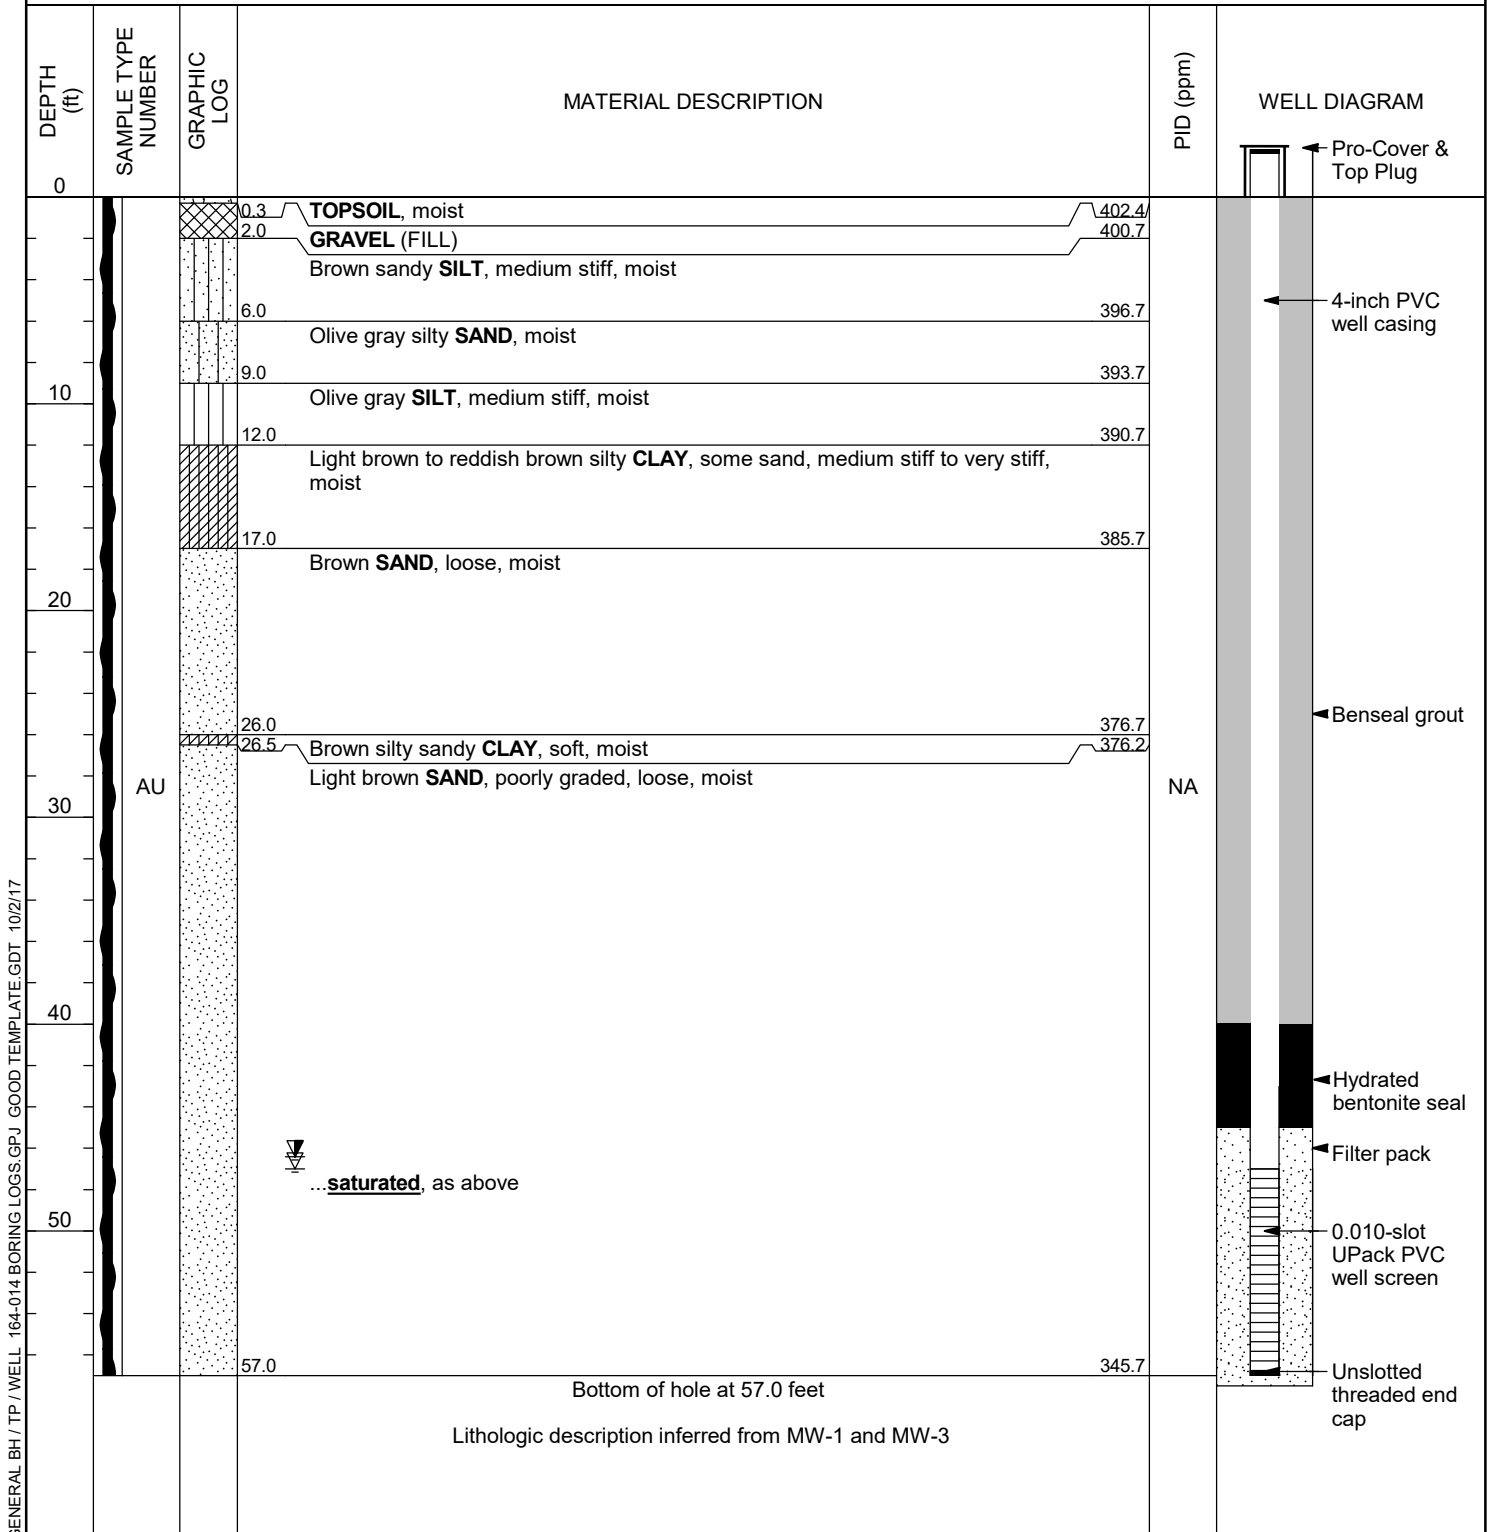 DEPTH
(ft)
SAMPLE TYPE
NUMBER
GRAPHIC
LOG
MATERIAL DESCRIPTION
PID (ppm)
WELL DIAGRAM
Pro-Cover &
Top Plug
0
0.3 TOPSOIL, moist 402.4
2.0 400.7
GRAVEL (FILL)
Brown sandy SILT, medium stiff, moist
6.0 396.7
4-inch PVC
well casing
Olive gray silty SAND, moist
9.0 393.7
10
Olive gray SILT, medium stiff, moist
12.0 390.7
Light brown to reddish brown silty CLAY, some sand, medium stiff to very stiff,
moist
17.0 385.7
Brown SAND, loose, moist
20
26.0 376.7
Benseal grout
26.5 Brown silty sandy CLAY, soft, moist 376.2
Light brown SAND, poorly graded, loose, moist
AU
NA
30
40
Hydrated
bentonite seal
Filter pack
...saturated, as above
50
0.010-slot
UPack PVC
well screen
57.0 345.7
Unslotted
threaded end
cap
Bottom of hole at 57.0 feet
Lithologic description inferred from MW-1 and MW-3
GENERAL BH / TP / WELL 164-014 BORING LOGS.GPJ GOOD TEMPLATE.GDT 10/2/17